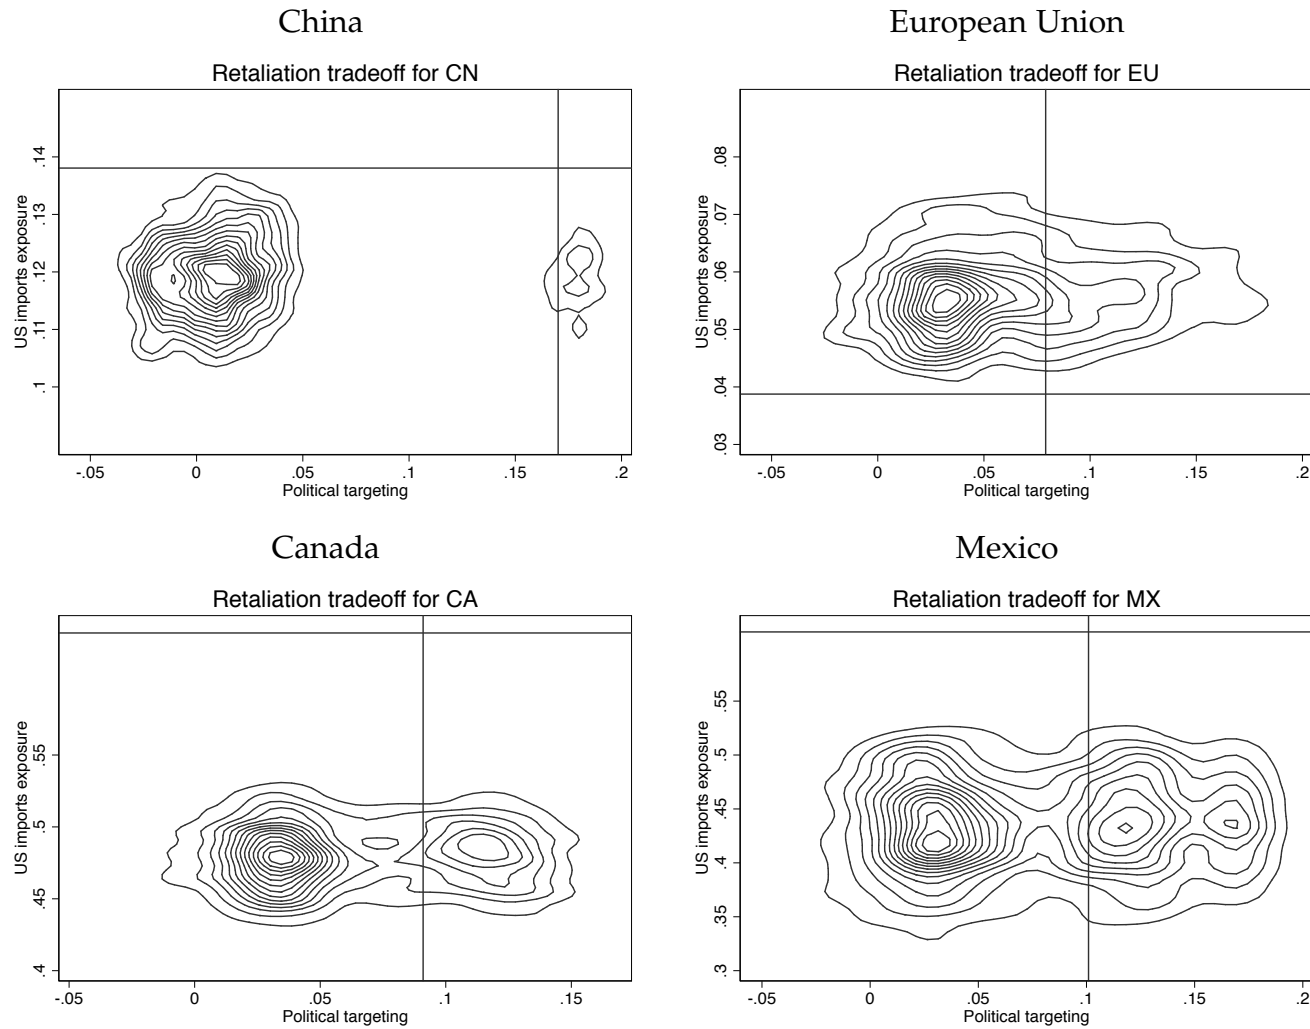 China
Retaliation tradeoff for CN
US imports exposure
.14
.13
.12
.11
.1
-.05 0 .05 .1 .15 .2
Political targeting
European Union
Retaliation tradeoff for EU
US imports exposure
.08
.07
.06
.05
.04
.03
-.05 0 .05 .1 .15 .2
Political targeting
Canada
Retaliation tradeoff for CA
US imports exposure
.55
.5
.45
.4
-.05 0 .05 .1 .15
Political targeting
Mexico
Retaliation tradeoff for MX
US imports exposure
.55
.5
.45
.4
.35
.3
-.05 0 .05 .1 .15 .2
Political targeting